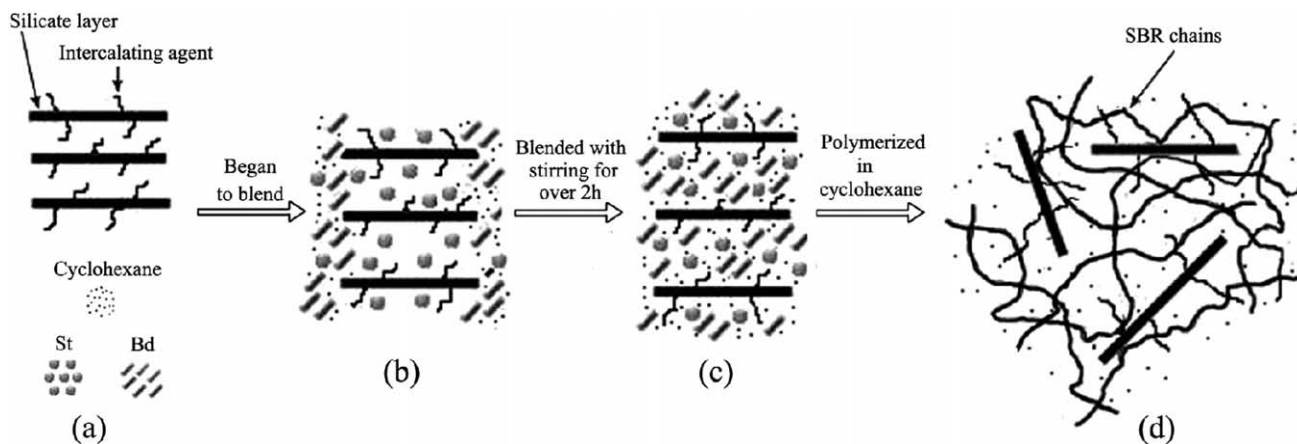 Silicate layer
Intercalating agent
Cyclohexane
St
Bd
(a)
Began
to blend
(b)
Blended with
stirring for
over 2h
(c)
Polymerized
in
cyclohexane
SBR chains
(d)